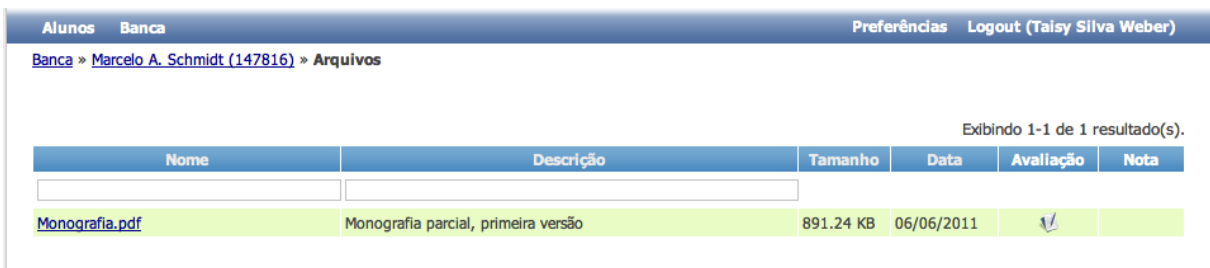 Alunos Banca Preferências Logout (Taisy Silva Weber)
Banca » Marcelo A. Schmidt (147816) » Arquivos
Exibindo 1-1 de 1 resultado(s).
Nome Descrição Tamanho Data Avaliação Nota
Monografia.pdf Monografia parcial, primeira versão 891.24 KB 06/06/2011